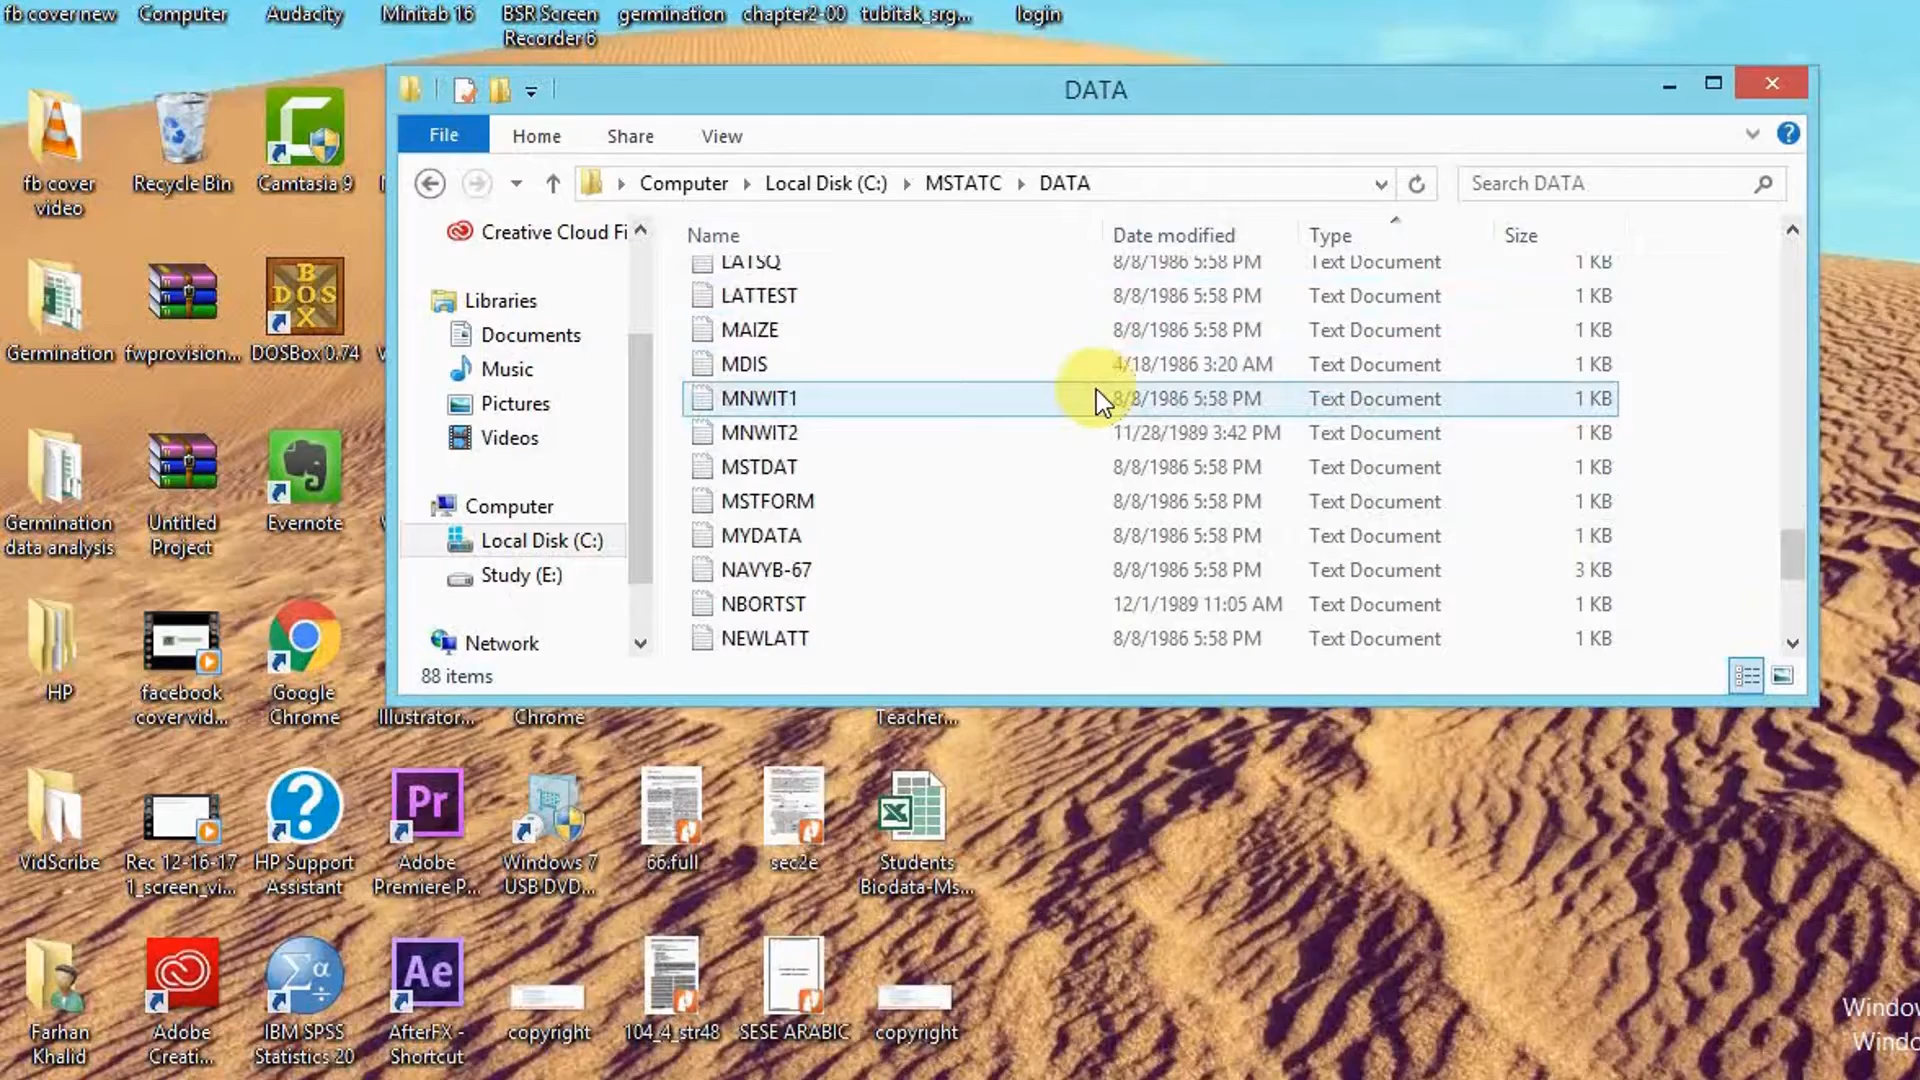 fb cover new
Computer
Audacity
Minitab 16
BSR Screen
Recorder 6
germination
chapter2-00
tubitak_srg...
login
fb cover
video
Recycle Bin
Camtasia 9
Germination
fwprovision...
DOSBox 0.74
Germination
data analysis
Untitled
Project
Evernote
HP
facebook
cover vid...
Google
Chrome
Illustrator...
Chrome
Teacher...
VidScribe
Rec 12-16-17
1_screen_vi...
HP Support
Assistant
Pr
Adobe
Premiere P...
Windows 7
USB DVD...
66.full
sec2e
Students
Biodata-Ms...
Farhan
Khalid
Adobe
Creati...
IBM SPSS
Statistics 20
Ae
AfterFX -
Shortcut
copyright
104_4_str48
SESE ARABIC
copyright
DATA
File Home Share View
Computer Local Disk (C:) MSTATC DATA
Search DATA
Creative Cloud Fi
Libraries
Documents
Music
Pictures
Videos
Computer
Local Disk (C:)
Study (E:)
Network
Name Date modified Type Size
LATSQ 8/8/1986 5:58 PM Text Document 1 KB
LATTEST 8/8/1986 5:58 PM Text Document 1 KB
MAIZE 8/8/1986 5:58 PM Text Document 1 KB
MDIS 4/18/1986 3:20 AM Text Document 1 KB
MNWIT1 8/8/1986 5:58 PM Text Document 1 KB
MNWIT2 11/28/1989 3:42 PM Text Document 1 KB
MSTDAT 8/8/1986 5:58 PM Text Document 1 KB
MSTFORM 8/8/1986 5:58 PM Text Document 1 KB
MYDATA 8/8/1986 5:58 PM Text Document 1 KB
NAVYB-67 8/8/1986 5:58 PM Text Document 3 KB
NBORTST 12/1/1989 11:05 AM Text Document 1 KB
NEWLATT 8/8/1986 5:58 PM Text Document 1 KB
88 items